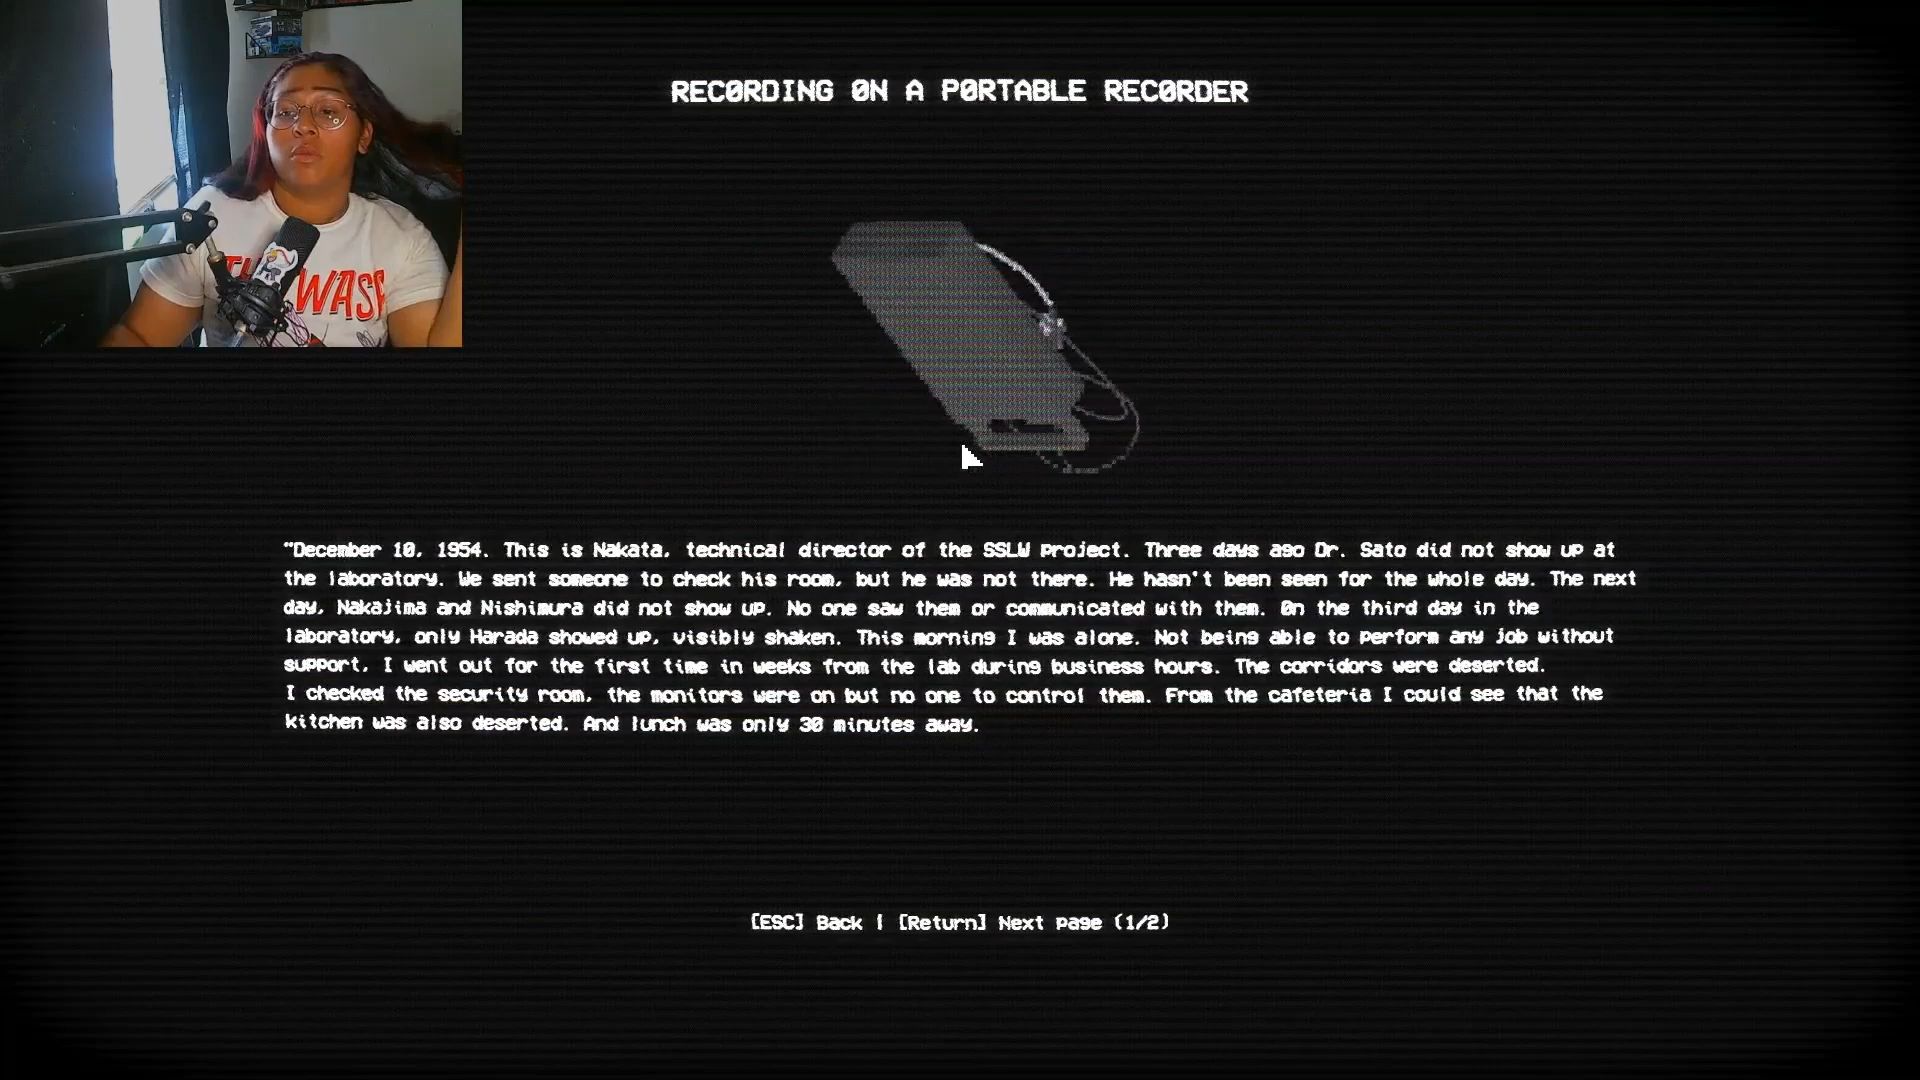 RECORDING ON A PORTABLE RECORDER
WASP
"December 10, 1954. This is Nakata, technical director of the SSLW project. Three days ago Dr. Sato did not show up at
the laboratory. We sent someone to check his room, but he was not there. He hasn't been seen for the whole day. The next
day, Nakajima and Nishimura did not show up. No one saw them or communicated with them. On the third day in the
laboratory, only Harada showed up, visibly shaken. This morning I was alone. Not being able to perform any job without
support, I went out for the first time in weeks from the lab during business hours. The corridors were deserted.
I checked the security room, the monitors were on but no one to control them. From the cafeteria I could see that the
kitchen was also deserted. And lunch was only 30 minutes away.
[ESC] Back | [Return] Next page (1/2)